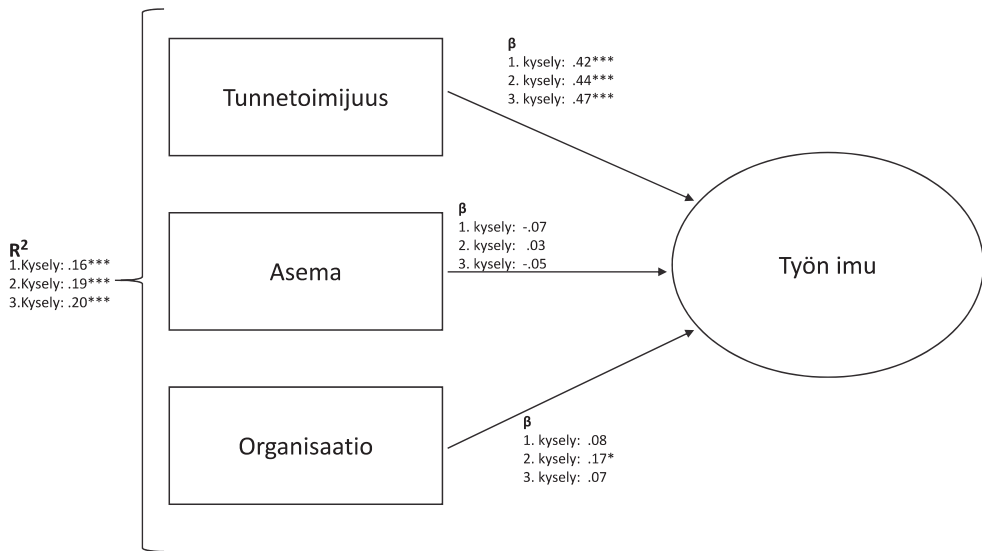 R²
1.Kysely: .16***
2.Kysely: .19***
3.Kysely: .20***
Tunnetoimijuus
β
1. kysely: .42***
2. kysely: .44***
3. kysely: .47***
Asema
β
1. kysely: -.07
2. kysely: .03
3. kysely: -.05
Organisaatio
β
1. kysely: .08
2. kysely: .17*
3. kysely: .07
Työn imu